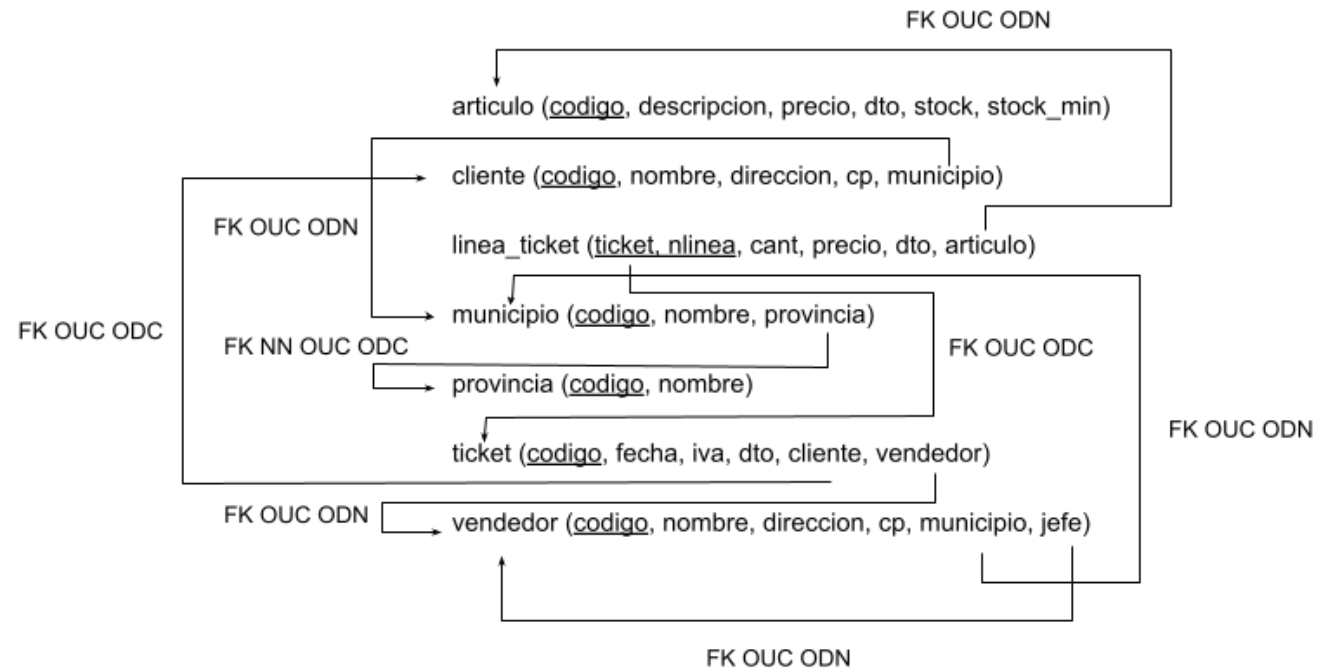 FK OUC ODN
articulo (codigo, descripcion, precio, dto, stock, stock_min)
cliente (codigo, nombre, direccion, cp, municipio)
FK OUC ODN
linea_ticket (ticket, nlinea, cant, precio, dto, articulo)
municipio (codigo, nombre, provincia)
FK OUC ODC
FK NN OUC ODC
FK OUC ODC
provincia (codigo, nombre)
FK OUC ODN
ticket (codigo, fecha, iva, dto, cliente, vendedor)
FK OUC ODN
vendedor (codigo, nombre, direccion, cp, municipio, jefe)
FK OUC ODN